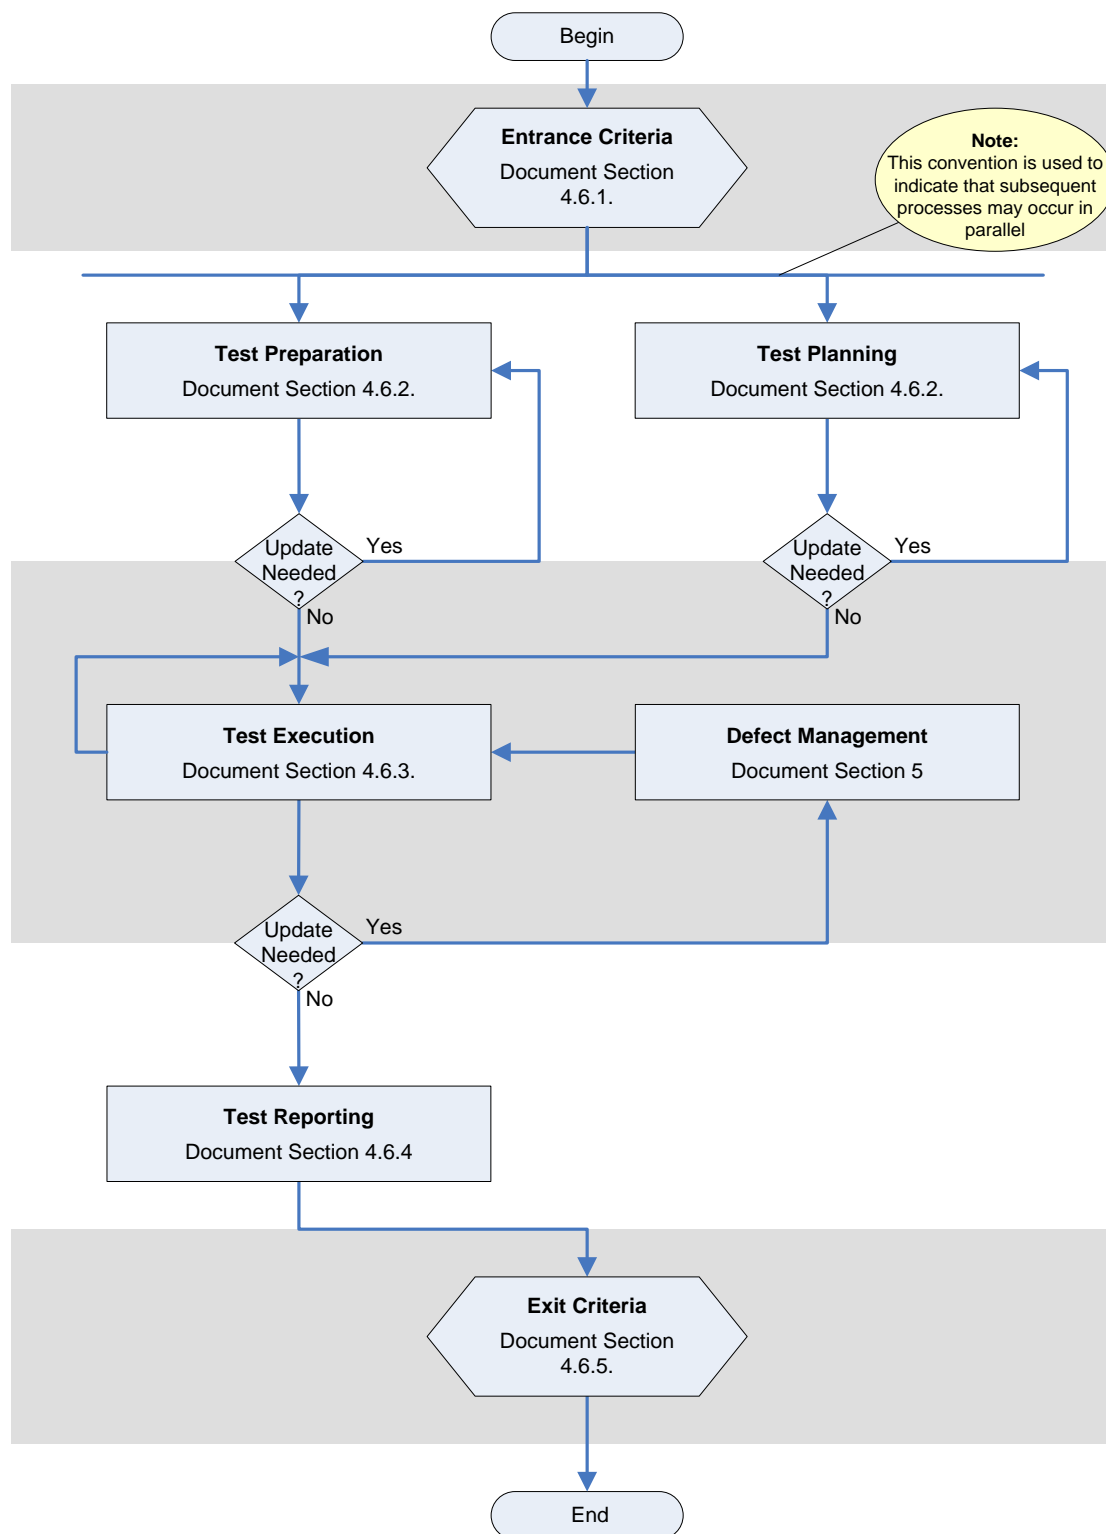 Begin
Entrance Criteria
Document Section
4.6.1.
Note:
This convention is used to
indicate that subsequent
processes may occur in
parallel
Test Preparation
Document Section 4.6.2.
Test Planning
Document Section 4.6.2.
Update
Needed
?
Yes
No
Update
Needed
?
Yes
No
Test Execution
Document Section 4.6.3.
Defect Management
Document Section 5
Update
Needed
?
Yes
No
Test Reporting
Document Section 4.6.4
Exit Criteria
Document Section
4.6.5.
End